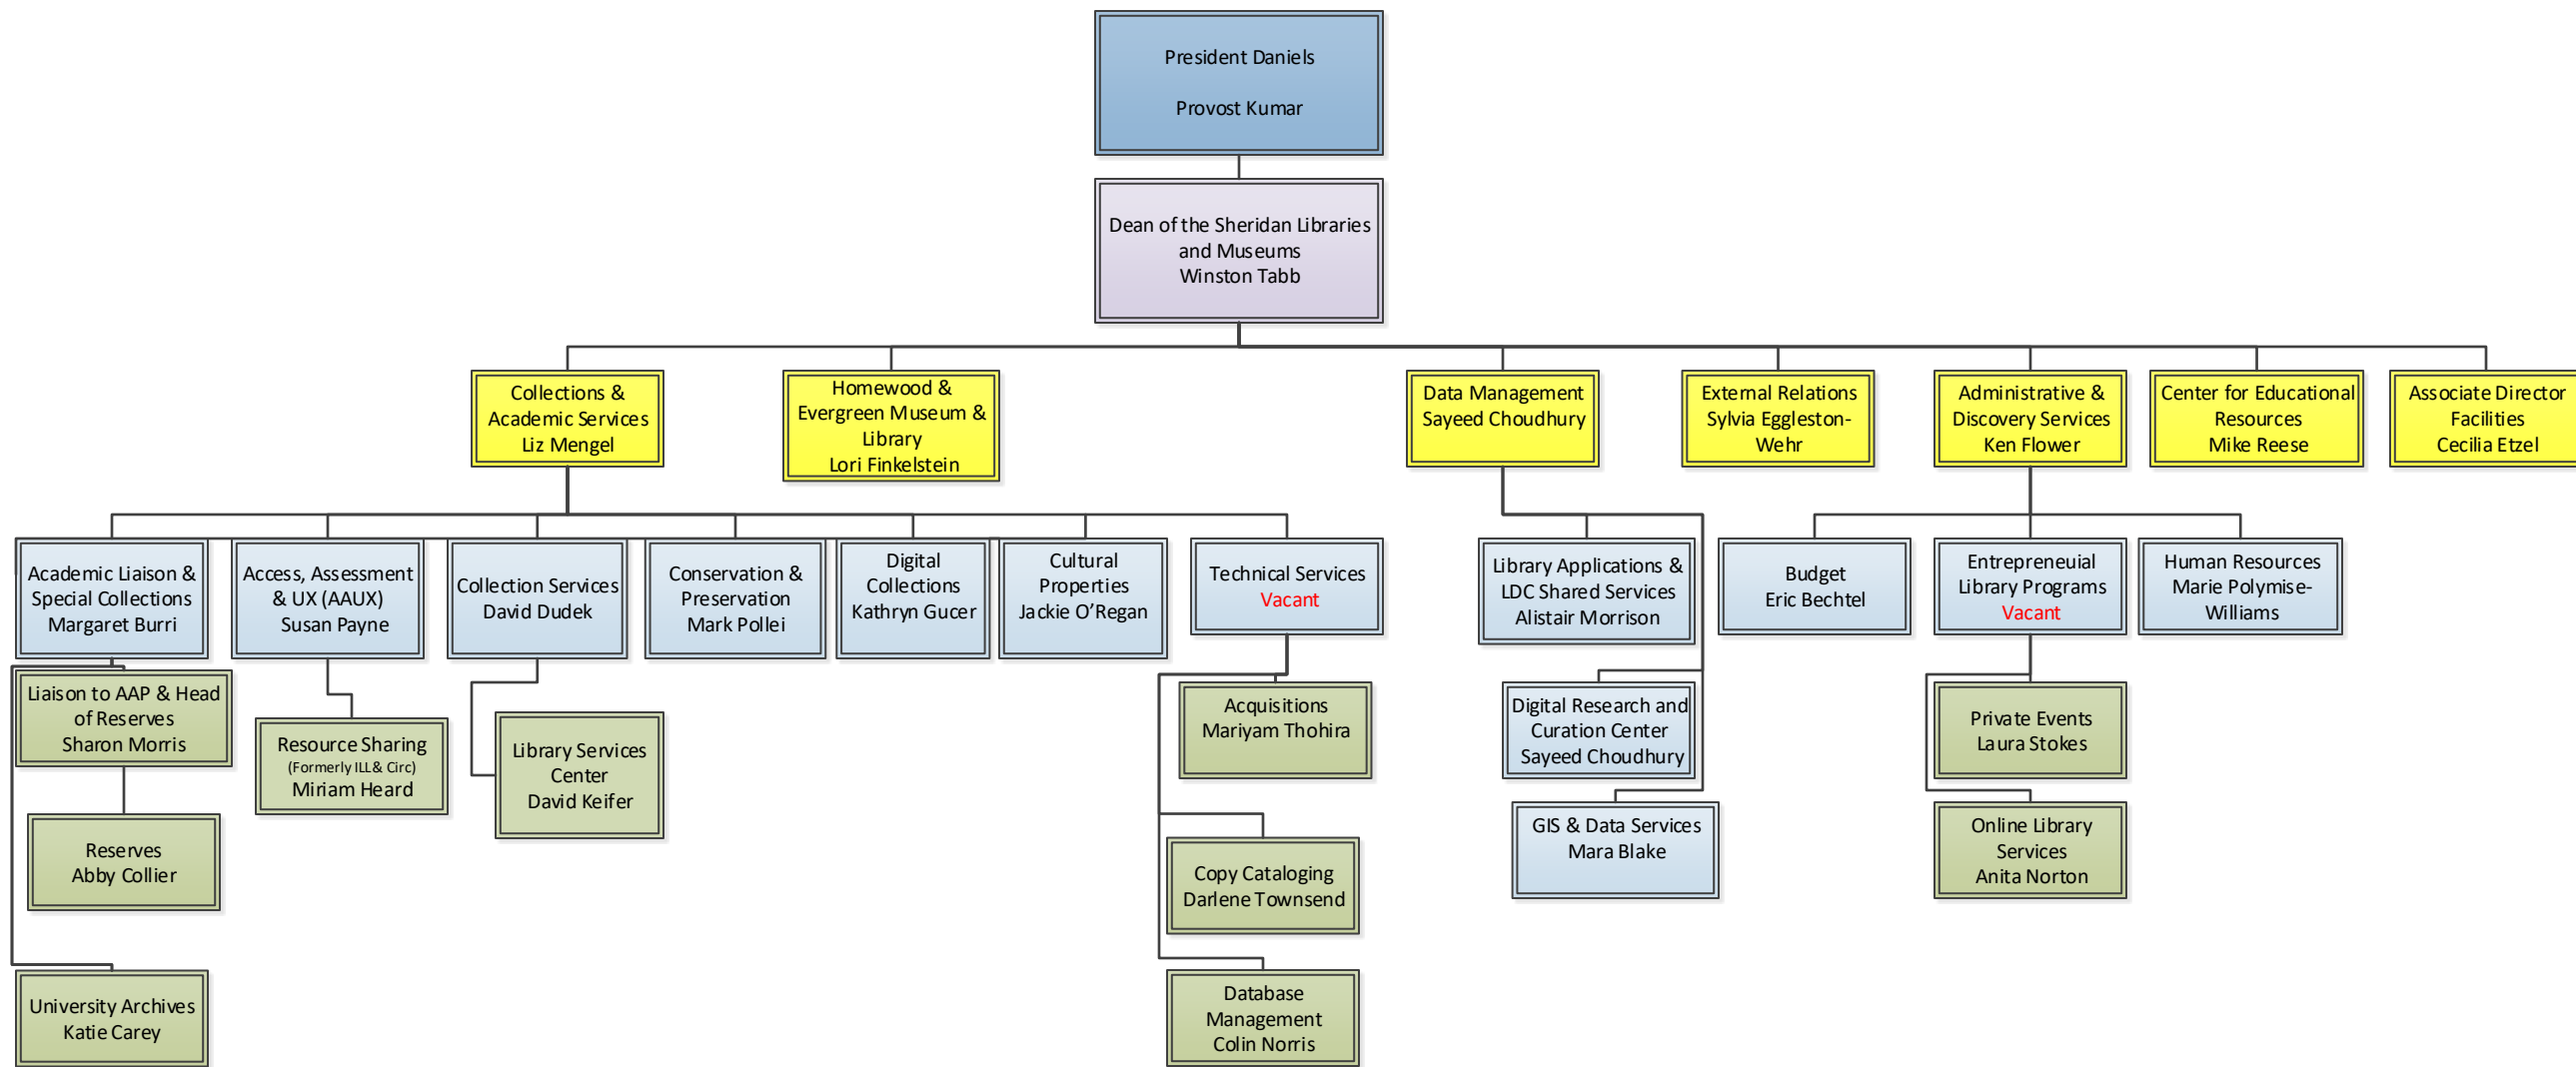 President Daniels
Provost Kumar
Dean of the Sheridan Libraries
and Museums
Winston Tabb
Collections &
Academic Services
Liz Mengel
Homewood &
Evergreen Museum &
Library
Lori Finkelstein
Data Management
Sayeed Choudhury
External Relations
Sylvia Eggleston-
Wehr
Administrative &
Discovery Services
Ken Flower
Center for Educational
Resources
Mike Reese
Associate Director
Facilities
Cecilia Etzel
Academic Liaison &
Special Collections
Margaret Burri
Access, Assessment
& UX (AAUX)
Susan Payne
Collection Services
David Dudek
Conservation &
Preservation
Mark Pollei
Digital
Collections
Kathryn Gucer
Cultural
Properties
Jackie O’Regan
Technical Services
Vacant
Library Applications &
LDC Shared Services
Alistair Morrison
Budget
Eric Bechtel
Entrepreneuial
Library Programs
Vacant
Human Resources
Marie Polymise-
Williams
Liaison to AAP & Head
of Reserves
Sharon Morris
Resource Sharing
(Formerly ILL& Circ)
Miriam Heard
Library Services
Center
David Keifer
Acquisitions
Mariyam Thohira
Digital Research and
Curation Center
Sayeed Choudhury
Private Events
Laura Stokes
Reserves
Abby Collier
Copy Cataloging
Darlene Townsend
GIS & Data Services
Mara Blake
Online Library
Services
Anita Norton
University Archives
Katie Carey
Database
Management
Colin Norris